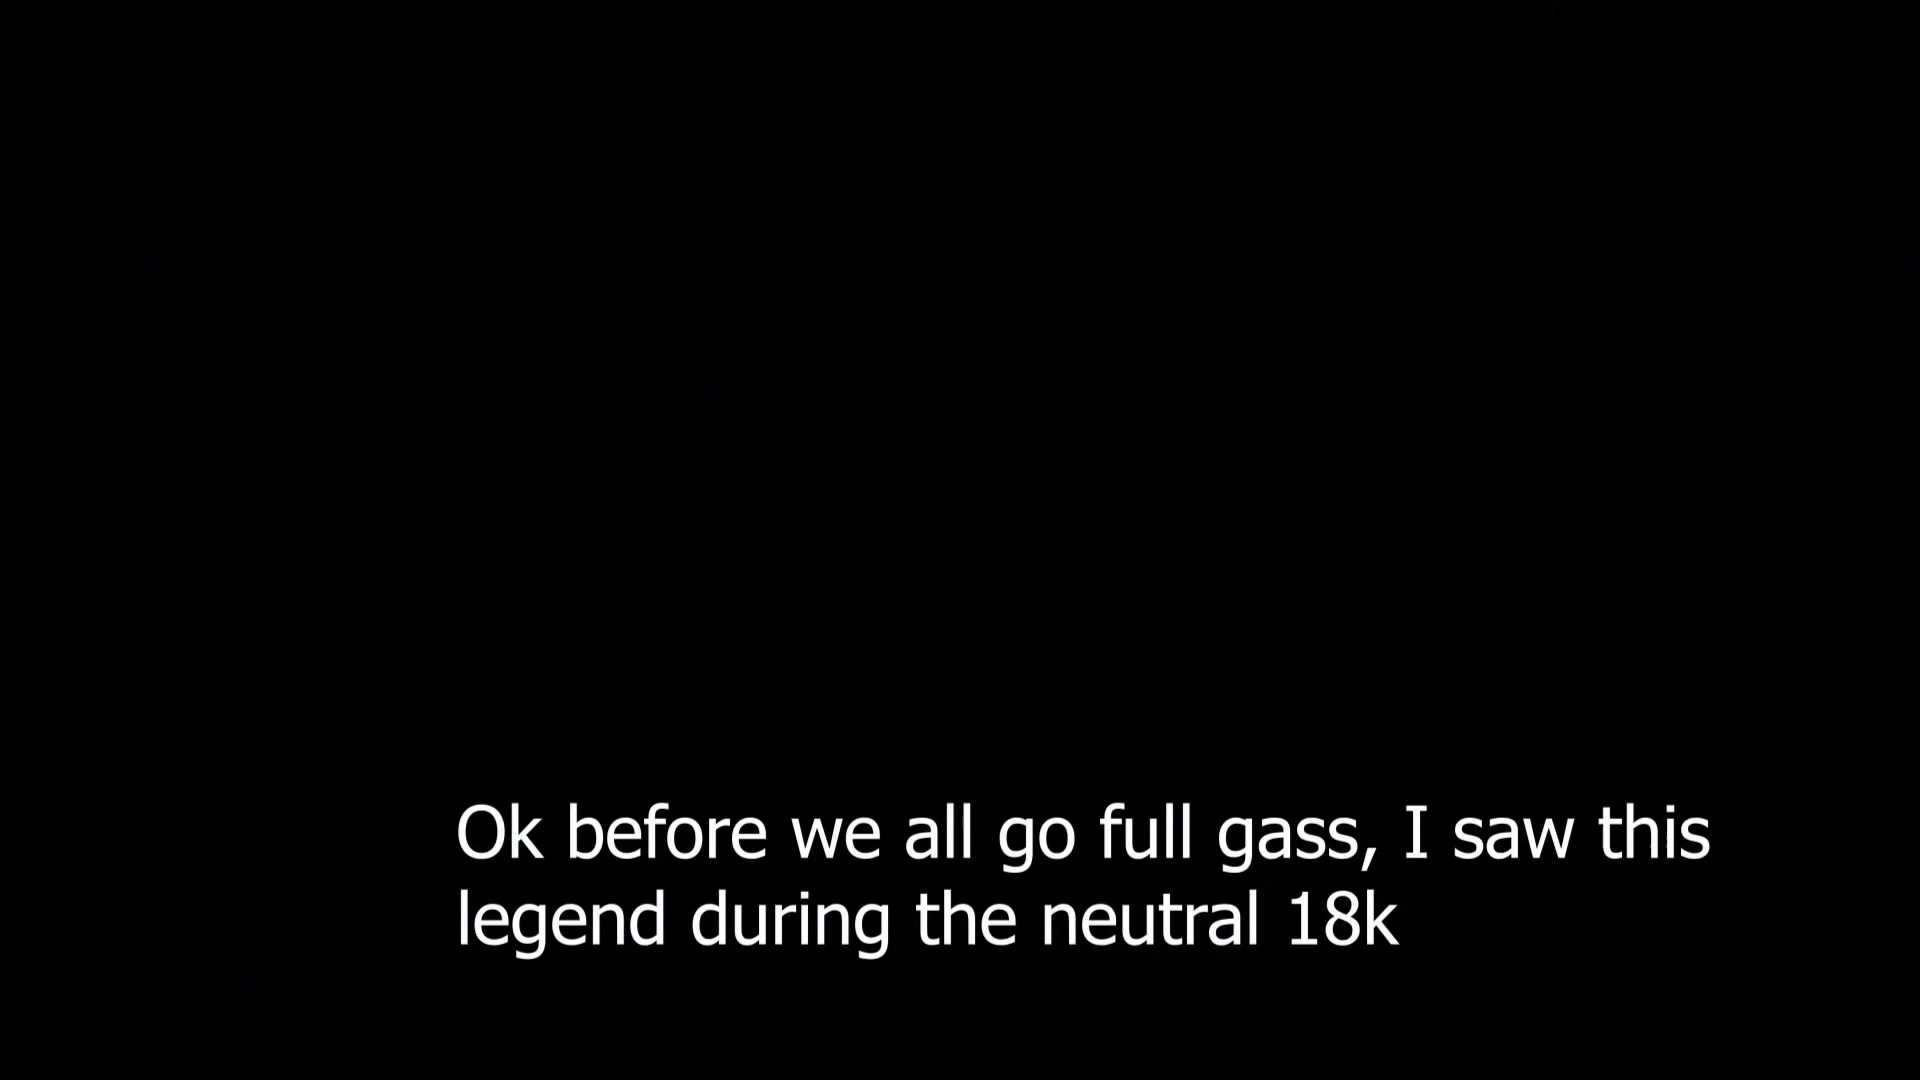 Ok before we all go full gass, I saw this
legend during the neutral 18k